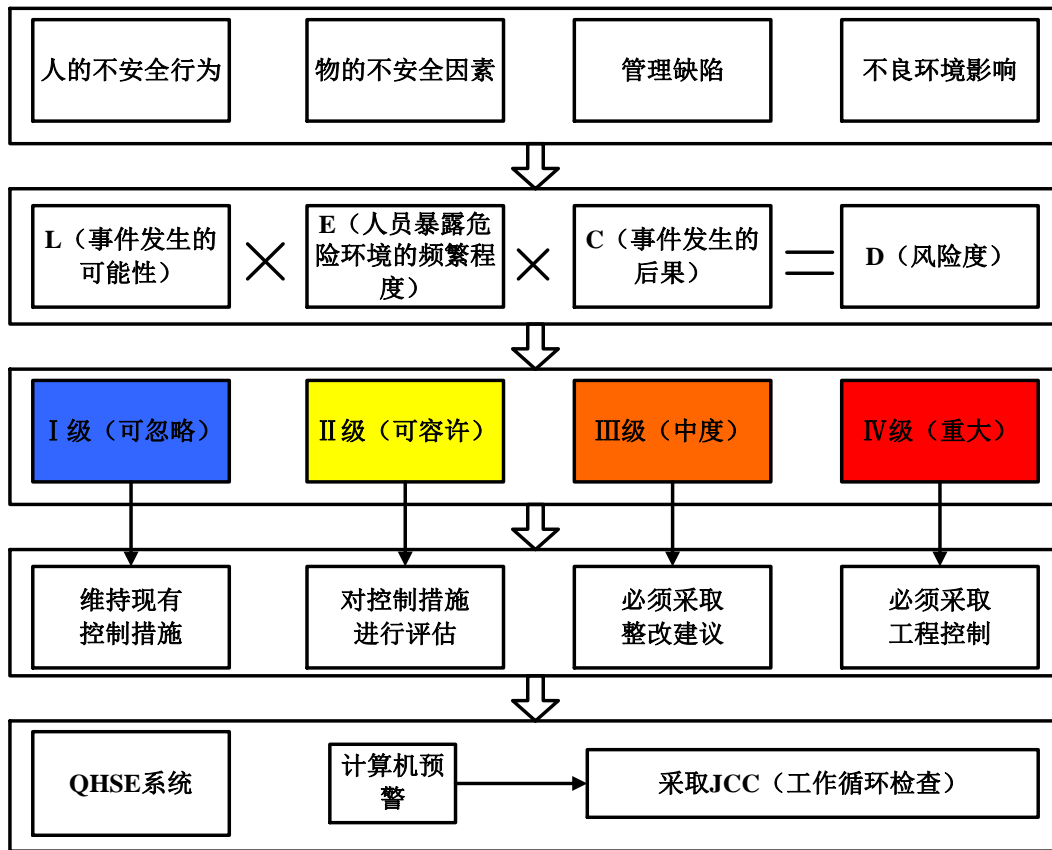 人的不安全行为
物的不安全因素
管理缺陷
不良环境影响
L（事件发生的
可能性）
E（人员暴露危
险环境的频繁程
度）
C（事件发生的
后果）
D（风险度）
Ⅰ级（可忽略）
Ⅱ级（可容许）
Ⅲ级（中度）
Ⅳ级（重大）
维持现有
控制措施
对控制措施
进行评估
必须采取
整改建议
必须采取
工程控制
QHSE系统
计算机预
警
采取JCC（工作循环检查）